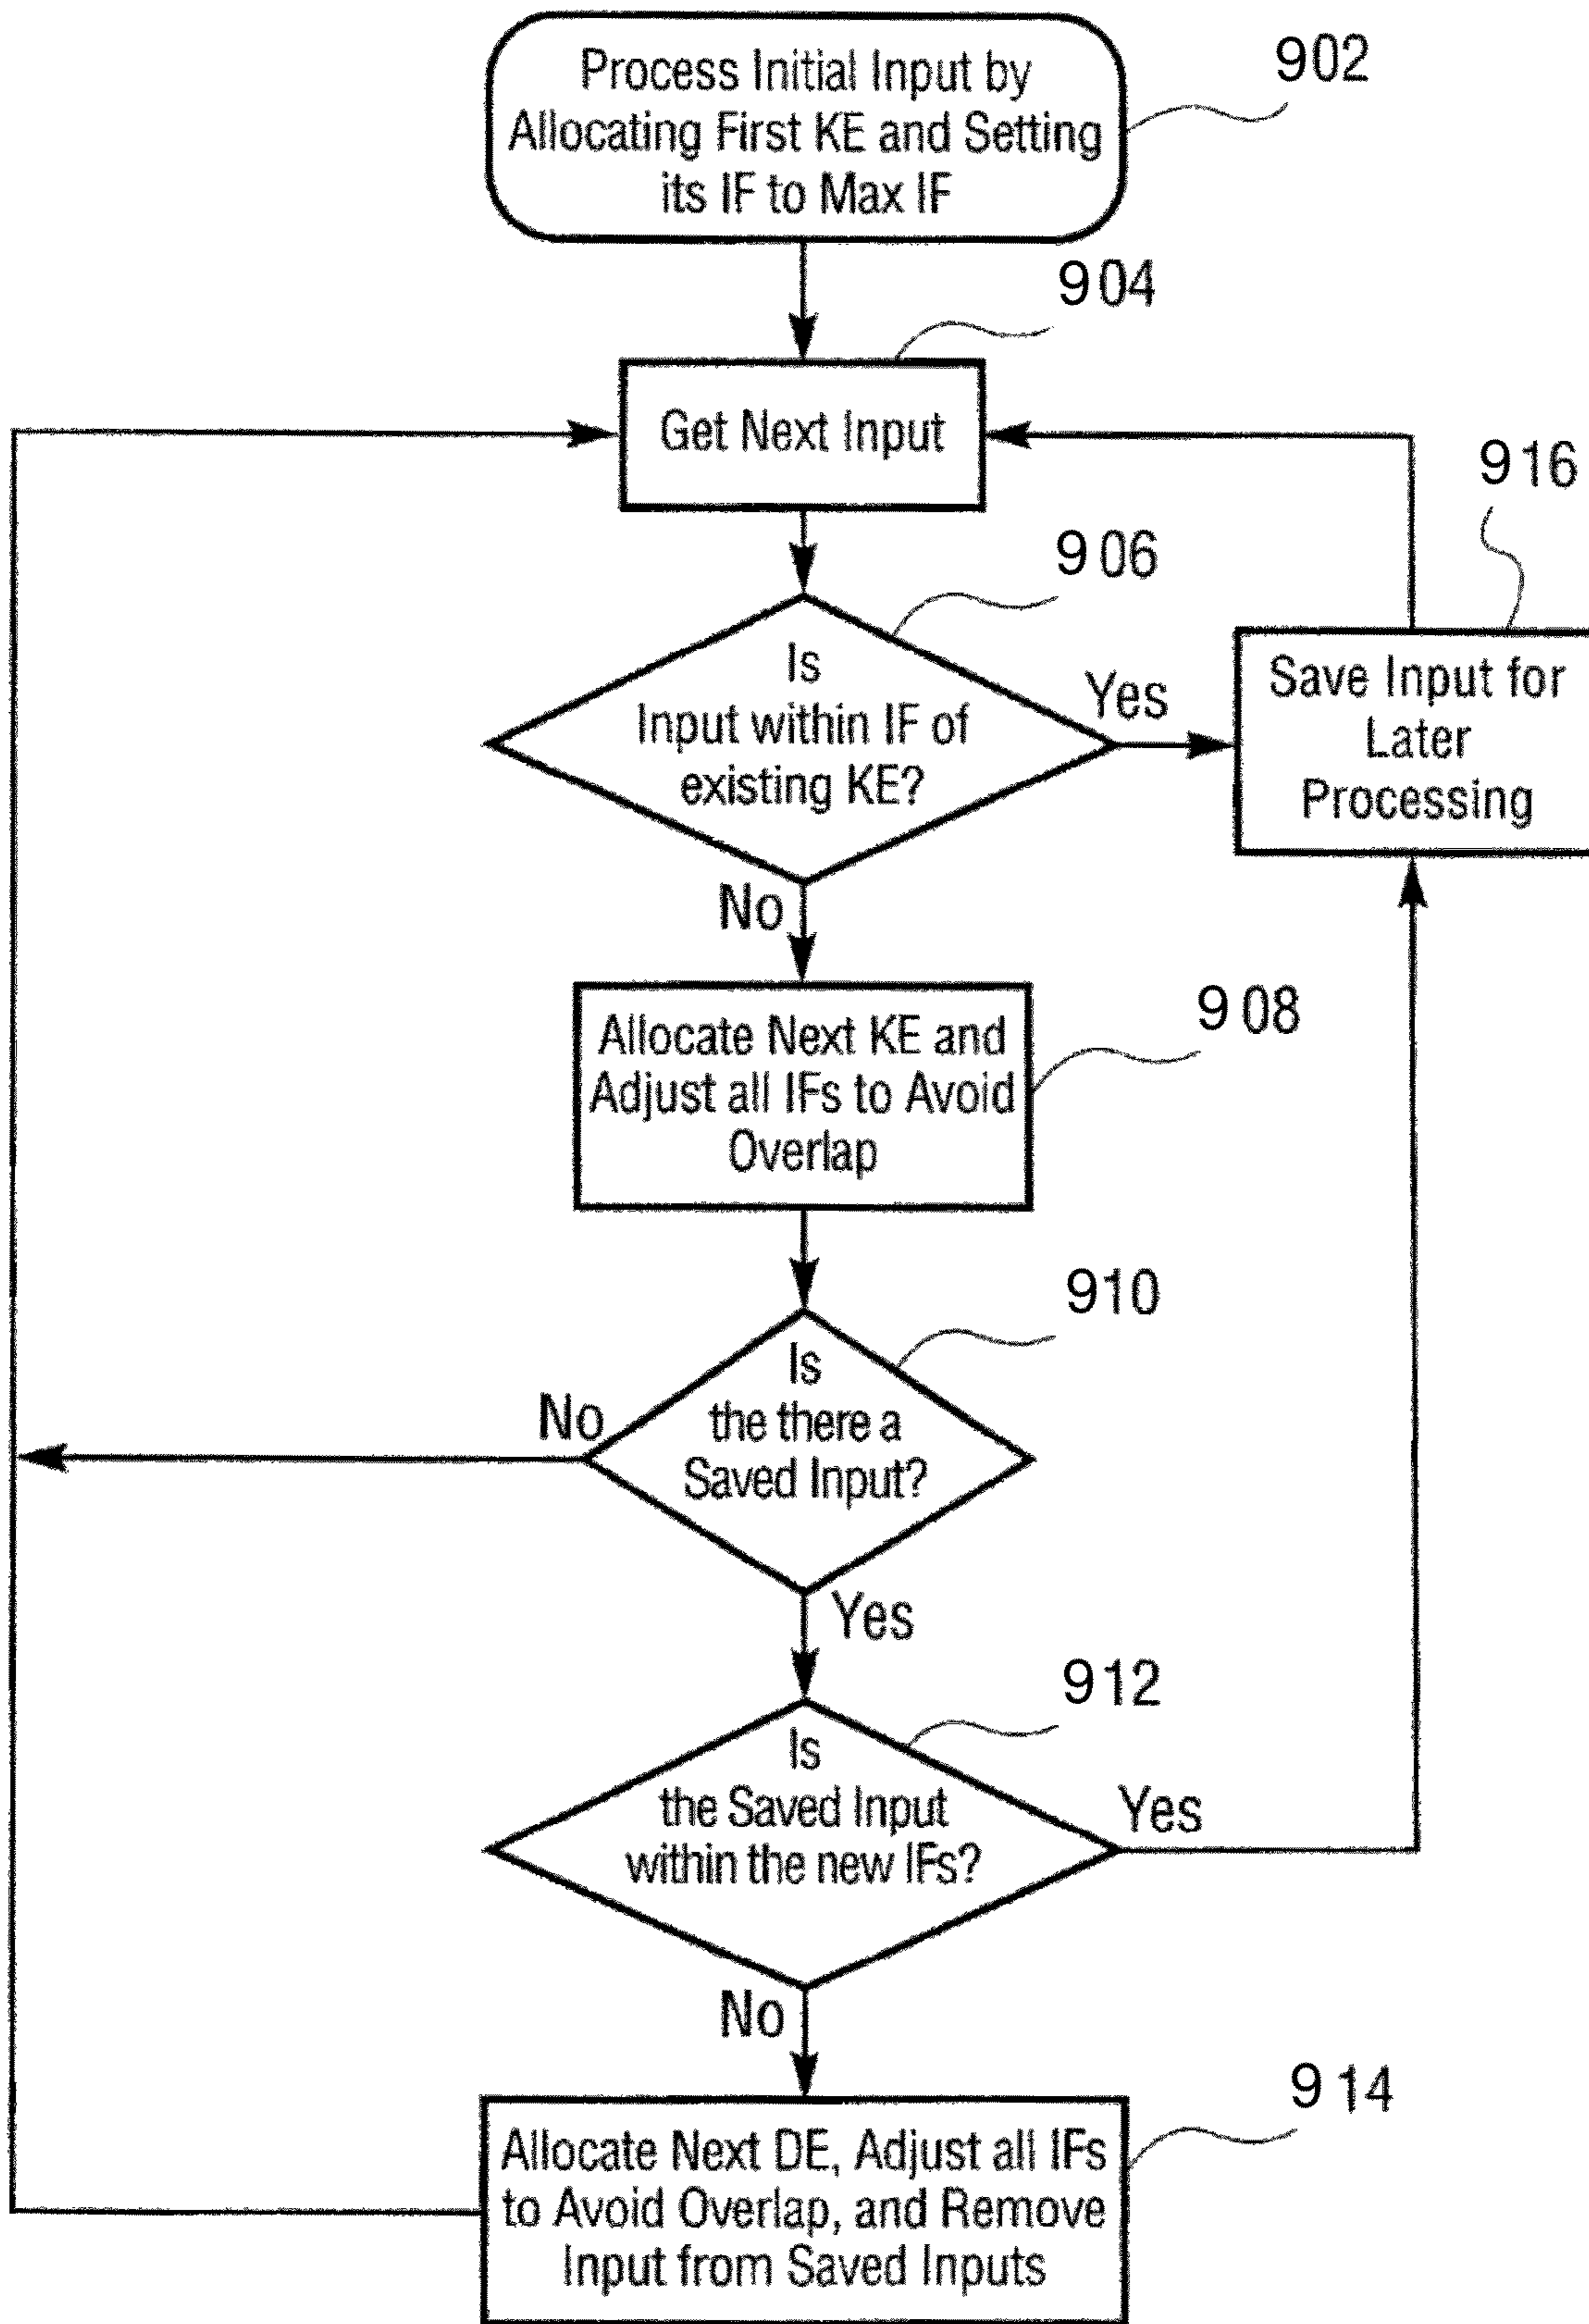 Process Initial Input by
Allocating First KE and Setting
its IF to Max IF
902
904
Get Next Input
916
906
Is
Input within IF of
existing KE?
Yes
Save Input for
Later
Processing
No
908
Allocate Next KE and
Adjust all IFs to Avoid
Overlap
910
Is
the there a
Saved Input?
No
Yes
912
Is
the Saved Input
within the new IFs?
Yes
No
914
Allocate Next DE, Adjust all IFs
to Avoid Overlap, and Remove
Input from Saved Inputs